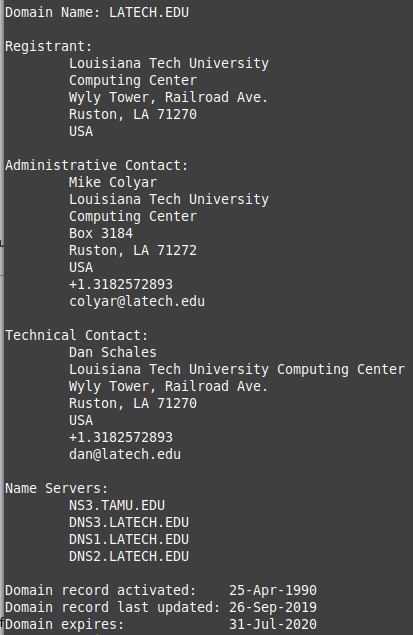 Domain Name: LATECH.EDU
Registrant:
Louisiana Tech University
Computing Center
Wyly Tower, Railroad Ave.
Ruston, LA 71270
USA
Administrative Contact:
Mike Colyar
Louisiana Tech University
Computing Center
Box 3184
Ruston, LA 71272
USA
+1.3182572893
colyar@latech.edu
Technical Contact:
Dan Schales
Louisiana Tech University Computing Center
Wyly Tower, Railroad Ave.
Ruston, LA 71270
USA
+1.3182572893
dan@latech.edu
Name Servers:
NS3.TAMU.EDU
DNS3.LATECH.EDU
DNS1.LATECH.EDU
DNS2.LATECH.EDU
Domain record activated: 25-Apr-1990
Domain record last updated: 26-Sep-2019
Domain expires: 31-Jul-2020